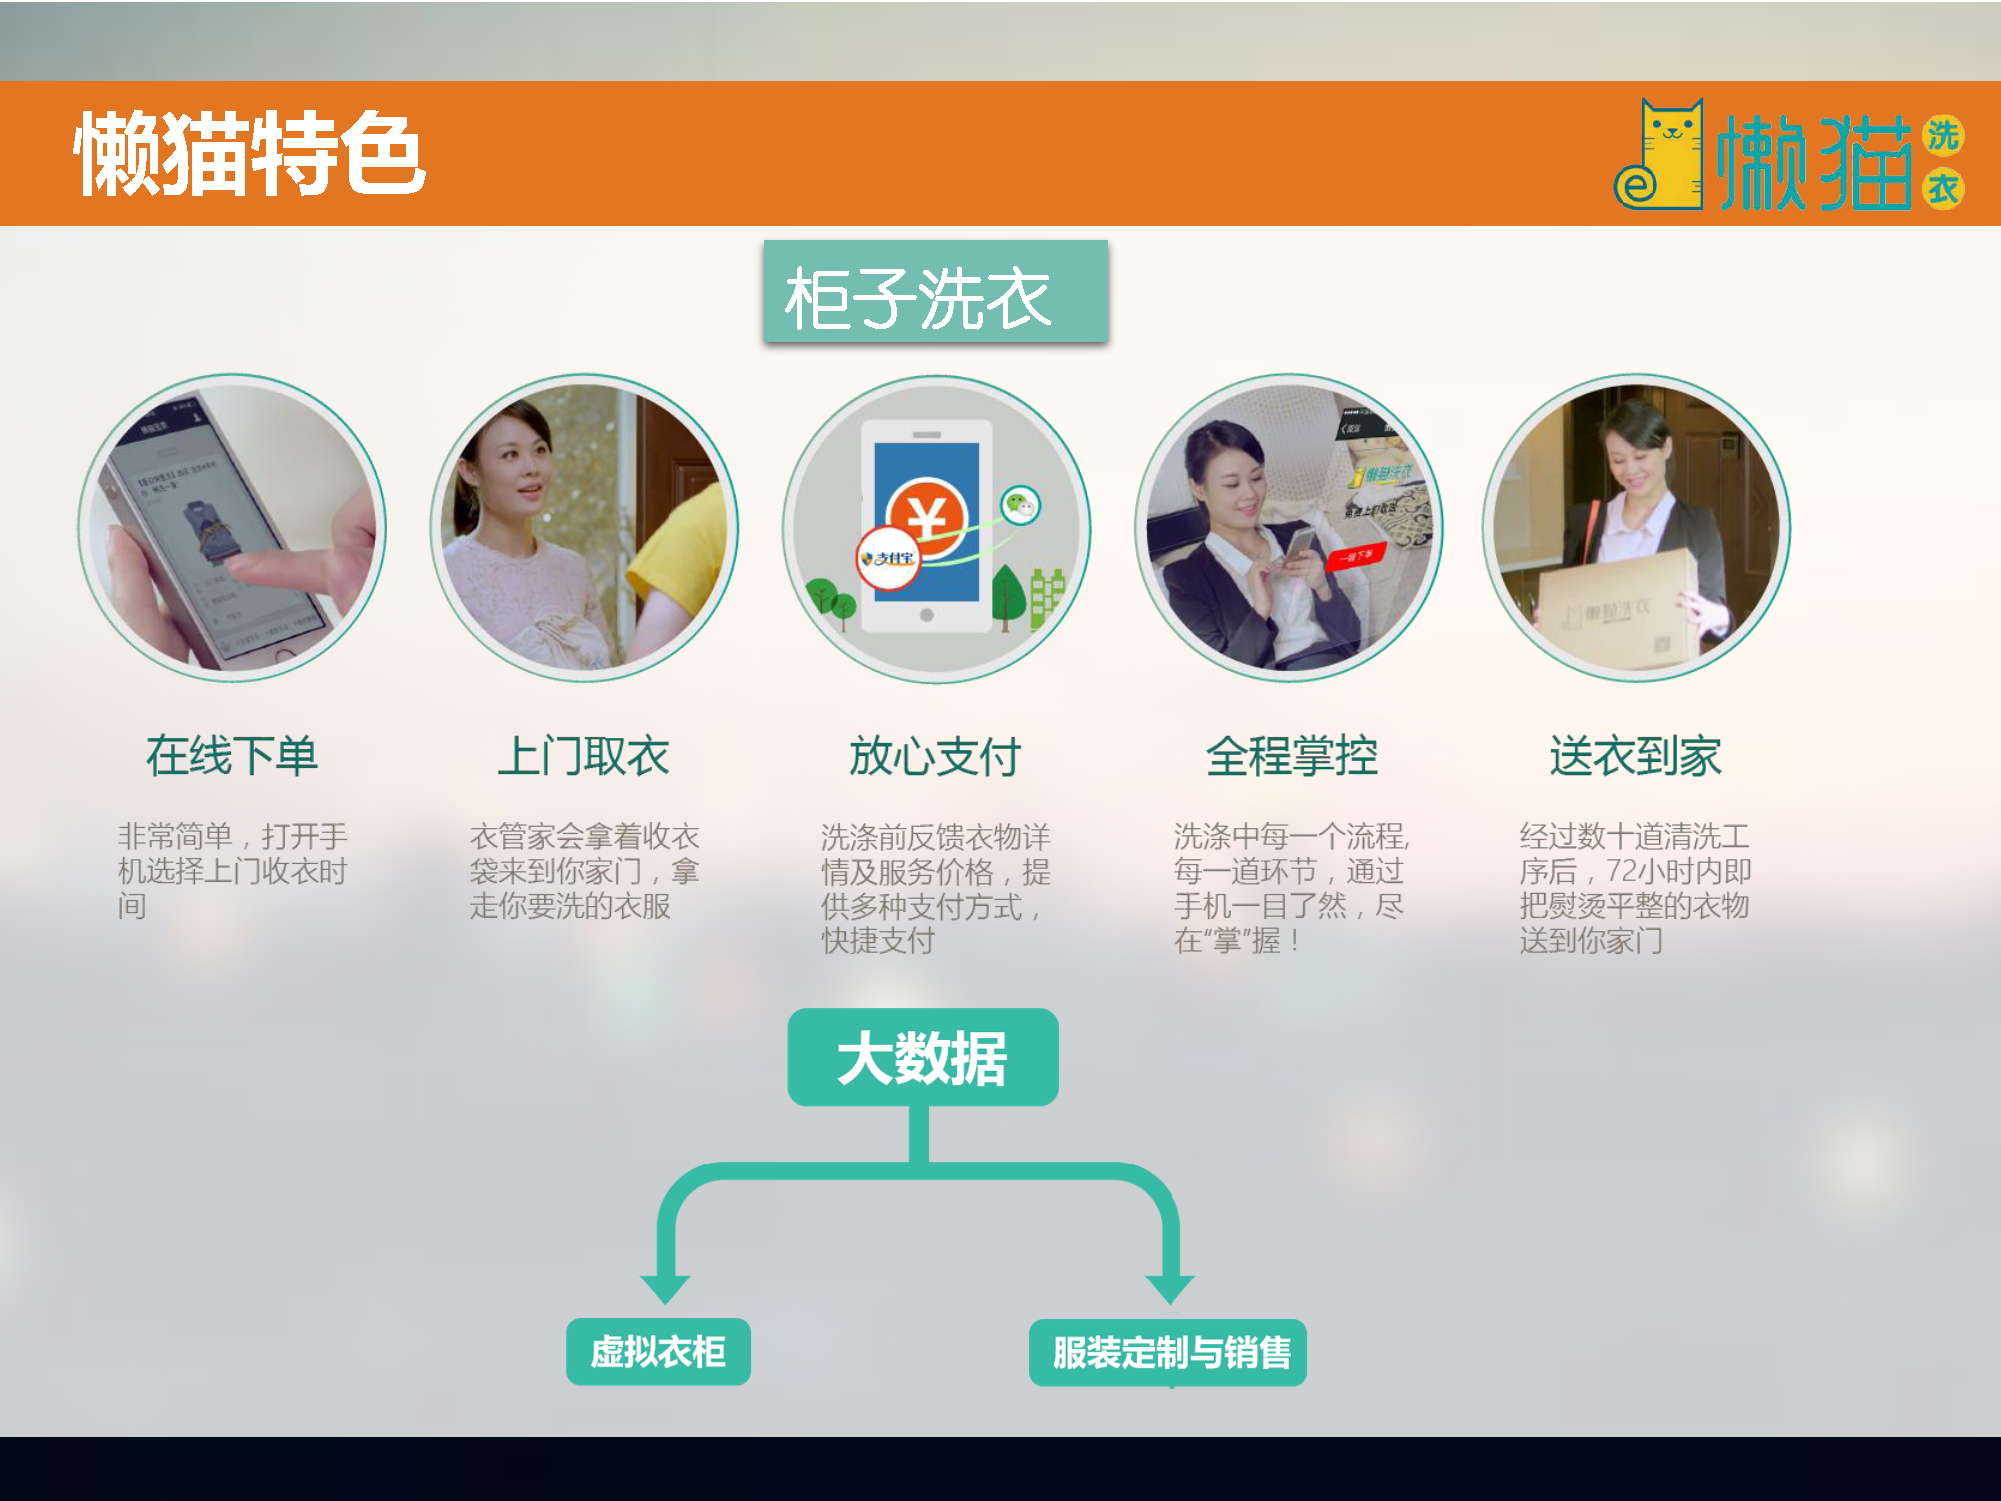 懒猫特色
e 懒猫洗衣
柜子洗衣
支付宝
¥
懒猫洗衣
一键下单
在线下单
上门取衣
放心支付
全程掌控
送衣到家
非常简单，打开手
机选择上门收衣时
间
衣管家会拿着收衣
袋来到你家门，拿
走你要洗的衣服
洗涤前反馈衣物详
情及服务价格，提
供多种支付方式，
快捷支付
洗涤中每一个流程,
每一道环节，通过
手机一目了然，尽
在“掌”握！
经过数十道清洗工
序后，72小时内即
把熨烫平整的衣物
送到你家门
大数据
虚拟衣柜
服装定制与销售